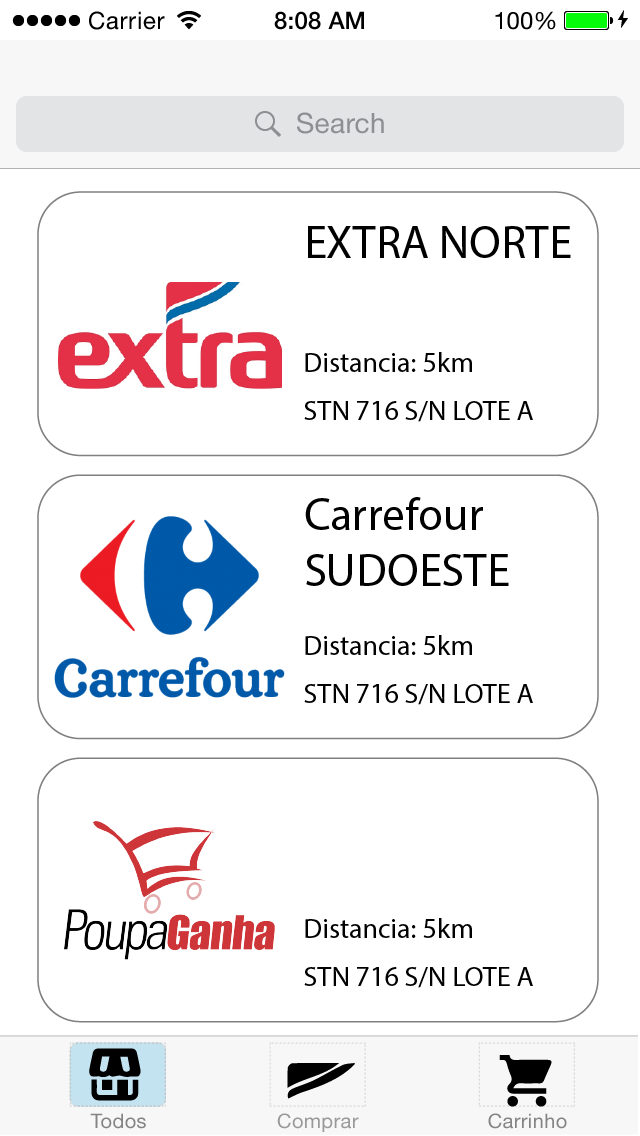 Carrier 8:08 AM 100%
Search
EXTRA NORTE
extra
Distancia: 5km
STN 716 S/N LOTE A
Carrefour
SUDOESTE
Carrefour
Distancia: 5km
STN 716 S/N LOTE A
PoupaGanha
Distancia: 5km
STN 716 S/N LOTE A
Todos Comprar Carrinho